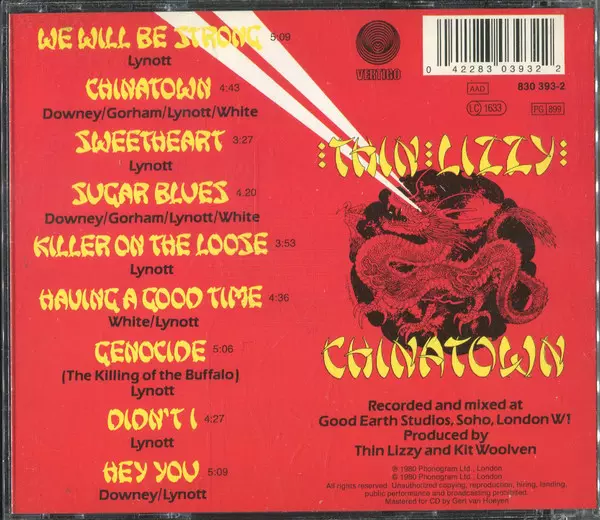 WE WILL BE STRONG 5:09
Lynott
CHINATOWN 4:43
Downey/Gorham/Lynott/White
SWEETHEART 3:27
Lynott
SUGAR BLUES 4.20
Downey/Gorham/Lynott/White
KILLER ON THE LOOSE 3:53
Lynott
HAVING A GOOD TIME 4:36
White/Lynott
GENOCIDE 5:06
(The Killing of the Buffalo)
Lynott
DIDN'T I 4:27
Lynott
HEY YOU 5:09
Downey/Lynott
VERTIGO
0 42283 03932 2
AAD 830 393-2
LC 1633 PG 899
THIN LIZZY
CHINATOWN
Recorded and mixed at
Good Earth Studios, Soho, London W!
Produced by
Thin Lizzy and Kit Woolven
℗ 1980 Phonogram Ltd., London
© 1980 Phonogram Ltd., London
All rights reserved. Unauthorized copying, reproduction, hiring, lending,
public performance and broadcasting prohibited.
Mastered for CD by Gert van Hoeyen